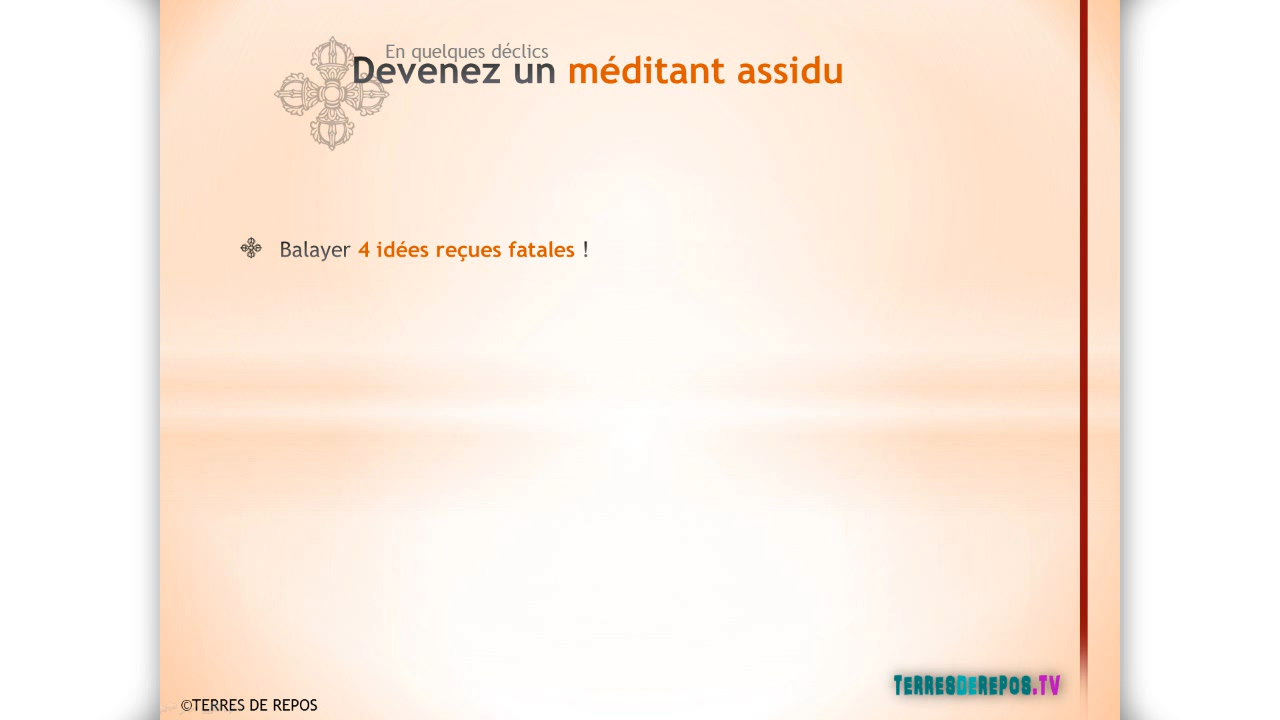 En quelques déclics
Devenez un méditant assidu
Balayer 4 idées reçues fatales !
TERRESDEREPOS.TV
©TERRES DE REPOS